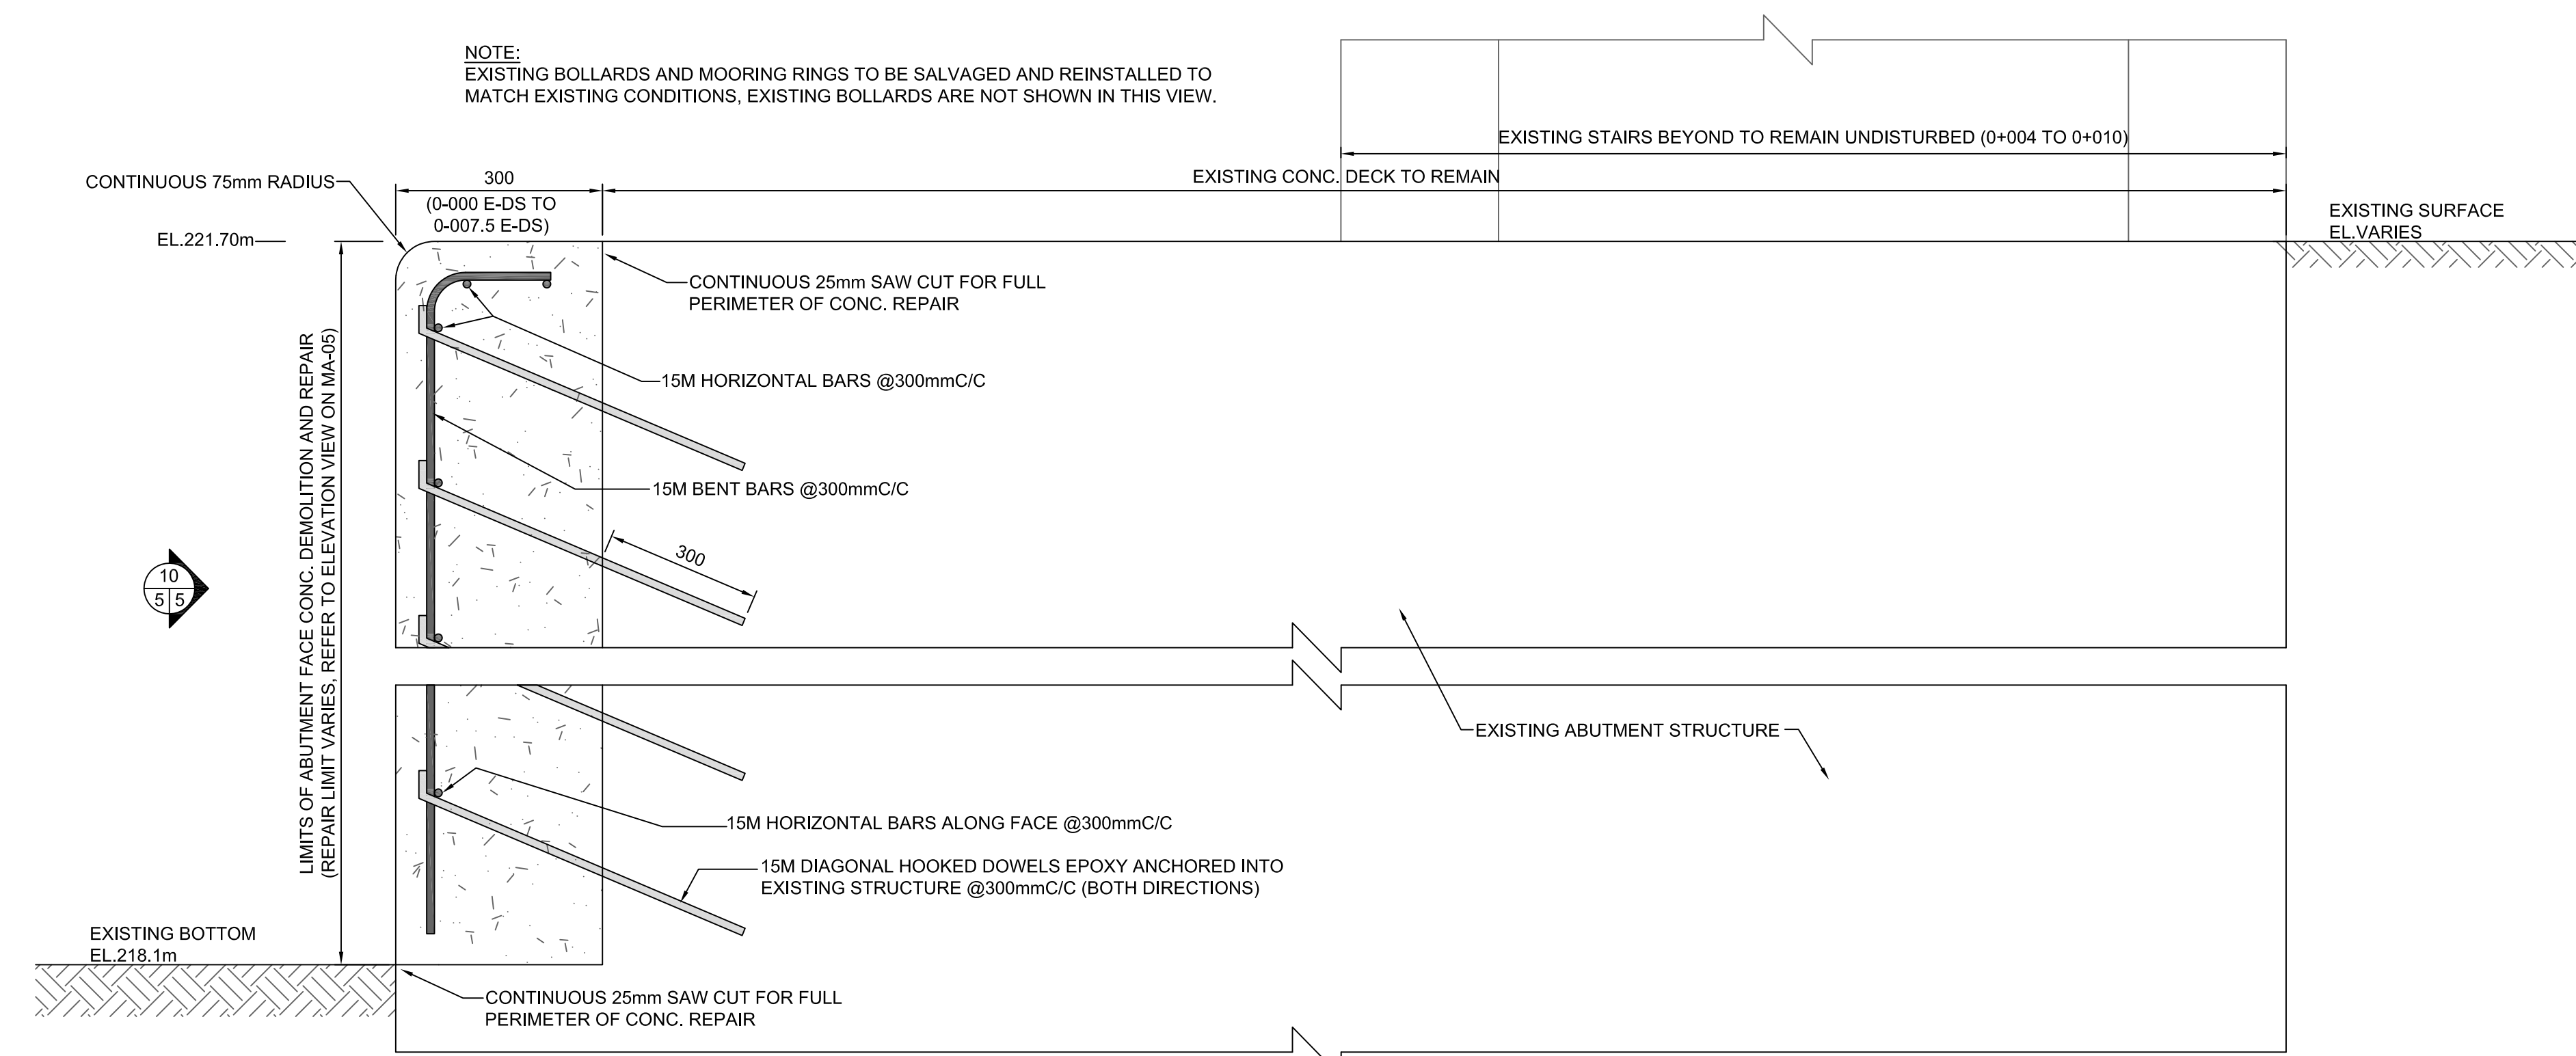 NOTE:
EXISTING BOLLARDS AND MOORING RINGS TO BE SALVAGED AND REINSTALLED TO
MATCH EXISTING CONDITIONS, EXISTING BOLLARDS ARE NOT SHOWN IN THIS VIEW.
EXISTING STAIRS BEYOND TO REMAIN UNDISTURBED (0+004 TO 0+010)
CONTINUOUS 75mm RADIUS
300
(0-000 E-DS TO
0-007.5 E-DS)
EXISTING CONC. DECK TO REMAIN
EXISTING SURFACE
EL.VARIES
EL.221.70m
CONTINUOUS 25mm SAW CUT FOR FULL
PERIMETER OF CONC. REPAIR
LIMITS OF ABUTMENT FACE CONC. DEMOLITION AND REPAIR
(REPAIR LIMIT VARIES, REFER TO ELEVATION VIEW ON MA-05)
15M HORIZONTAL BARS @300mmC/C
15M BENT BARS @300mmC/C
300
10
5 5
EXISTING ABUTMENT STRUCTURE
15M HORIZONTAL BARS ALONG FACE @300mmC/C
15M DIAGONAL HOOKED DOWELS EPOXY ANCHORED INTO
EXISTING STRUCTURE @300mmC/C (BOTH DIRECTIONS)
EXISTING BOTTOM
EL.218.1m
CONTINUOUS 25mm SAW CUT FOR FULL
PERIMETER OF CONC. REPAIR